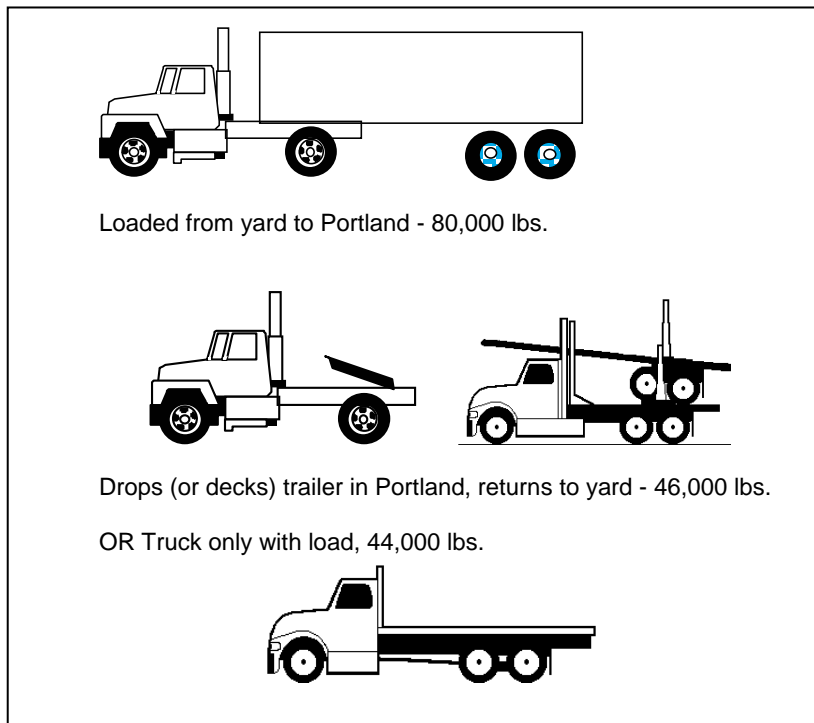 Loaded from yard to Portland - 80,000 lbs.
Drops (or decks) trailer in Portland, returns to yard - 46,000 lbs.
OR Truck only with load, 44,000 lbs.